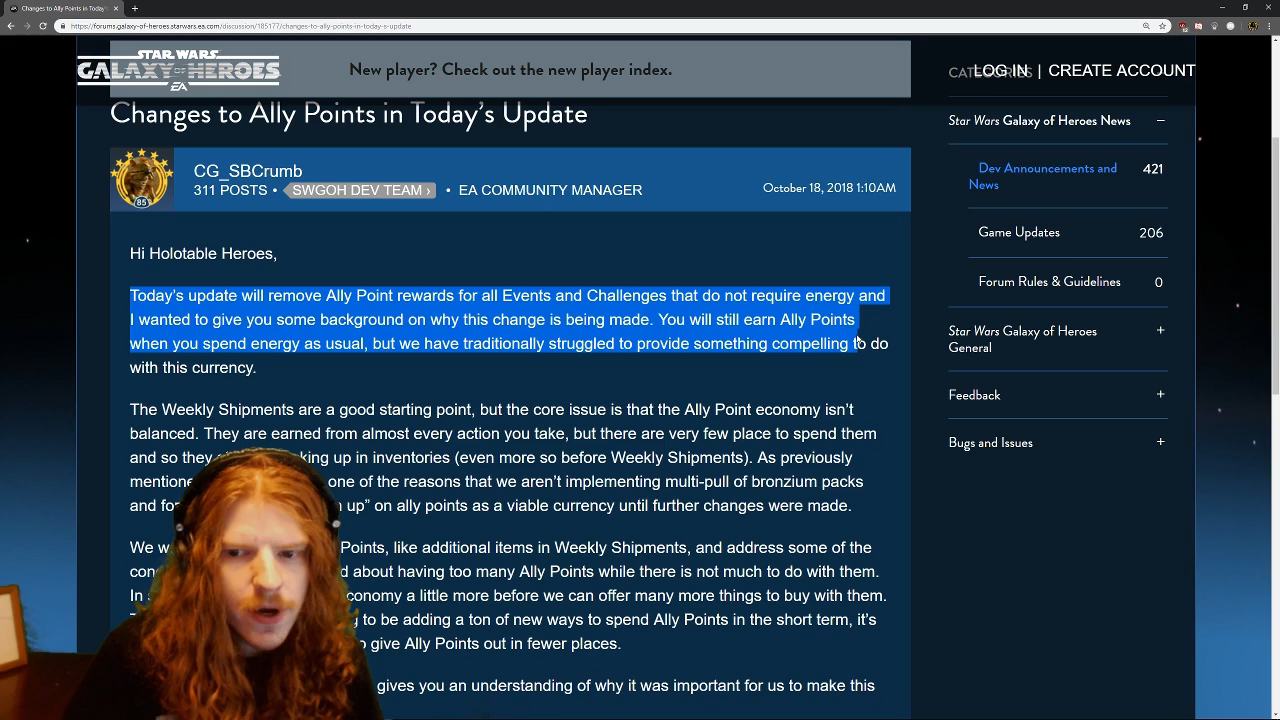 Changes to Ally Points in Today's U
https://forums.galaxy-of-heroes.starwars.ea.com/discussion/185177/changes-to-ally-points-in-today-s-update
STAR WARS
GALAXY OF HEROES
EA
New player? Check out the new player index.
CATEGORIES
LOG IN | CREATE ACCOUNT
Changes to Ally Points in Today's Update
CG_SBCrumb
311 POSTS • SWGOH DEV TEAM › • EA COMMUNITY MANAGER
October 18, 2018 1:10AM
85
Hi Holotable Heroes,
Today's update will remove Ally Point rewards for all Events and Challenges that do not require energy and
I wanted to give you some background on why this change is being made. You will still earn Ally Points
when you spend energy as usual, but we have traditionally struggled to provide something compelling to do
with this currency.
The Weekly Shipments are a good starting point, but the core issue is that the Ally Point economy isn't
balanced. They are earned from almost every action you take, but there are very few place to spend them
and so they king up in inventories (even more so before Weekly Shipments). As previously
mentione one of the reasons that we aren't implementing multi-pull of bronzium packs
and for up” on ally points as a viable currency until further changes were made.
We w Points, like additional items in Weekly Shipments, and address some of the
con d about having too many Ally Points while there is not much to do with them.
In conomy a little more before we can offer many more things to buy with them.
to be adding a ton of new ways to spend Ally Points in the short term, it's
give Ally Points out in fewer places.
gives you an understanding of why it was important for us to make this
Star Wars Galaxy of Heroes News −
Dev Announcements and 421
News
Game Updates 206
Forum Rules & Guidelines 0
Star Wars Galaxy of Heroes +
General
Feedback +
Bugs and Issues +